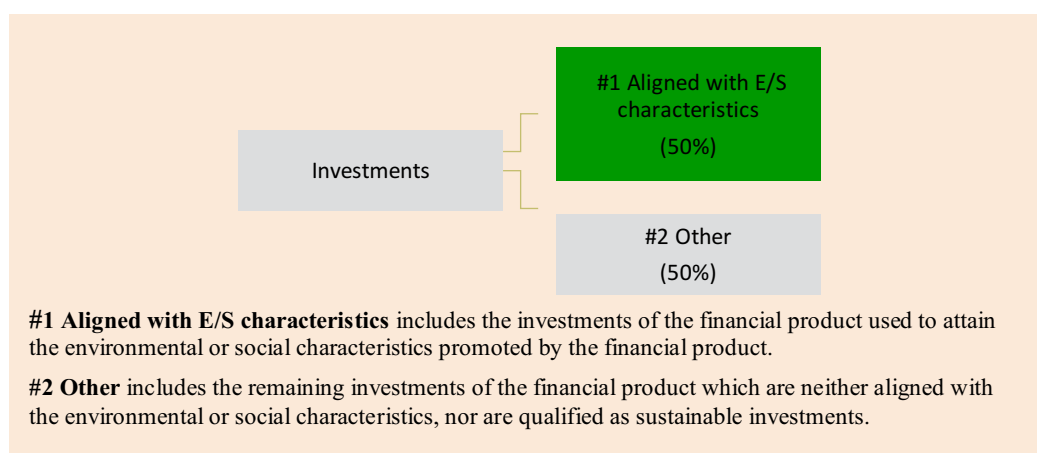 #1 Aligned with E/S
characteristics
(50%)
Investments
#2 Other
(50%)
#1 Aligned with E/S characteristics includes the investments of the financial product used to attain
the environmental or social characteristics promoted by the financial product.
#2 Other includes the remaining investments of the financial product which are neither aligned with
the environmental or social characteristics, nor are qualified as sustainable investments.